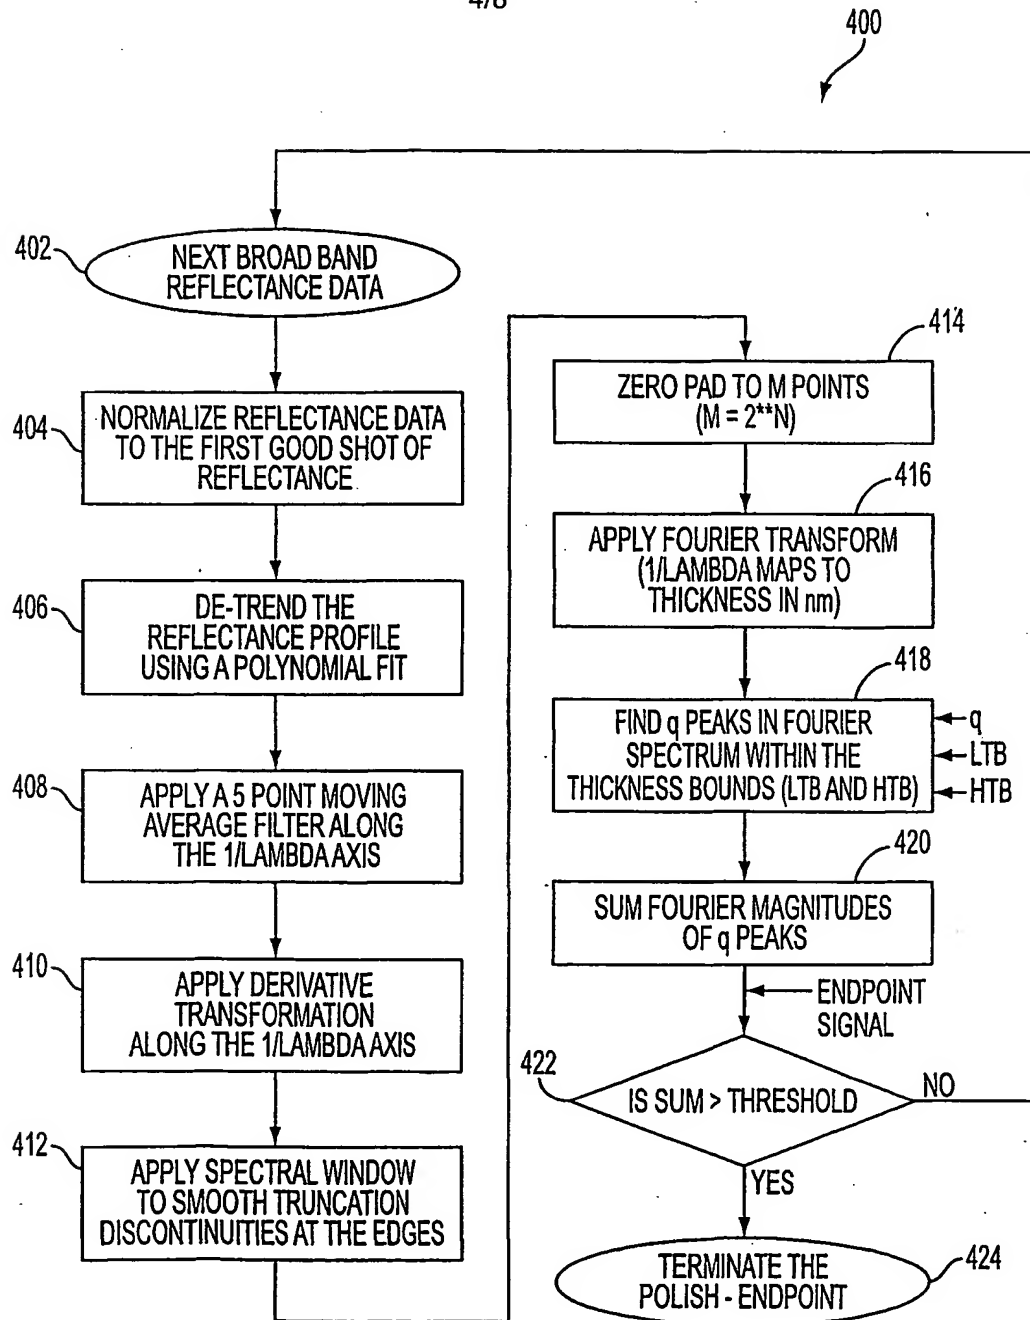 4/8
400
402
NEXT BROAD BAND
REFLECTANCE DATA
404
NORMALIZE REFLECTANCE DATA
TO THE FIRST GOOD SHOT OF
REFLECTANCE
406
DE-TREND THE
REFLECTANCE PROFILE
USING A POLYNOMIAL FIT
408
APPLY A 5 POINT MOVING
AVERAGE FILTER ALONG
THE 1/LAMBDA AXIS
410
APPLY DERIVATIVE
TRANSFORMATION
ALONG THE 1/LAMBDA AXIS
412
APPLY SPECTRAL WINDOW
TO SMOOTH TRUNCATION
DISCONTINUITIES AT THE EDGES
414
ZERO PAD TO M POINTS
(M = 2**N)
416
APPLY FOURIER TRANSFORM
(1/LAMBDA MAPS TO
THICKNESS IN nm)
418
FIND q PEAKS IN FOURIER
SPECTRUM WITHIN THE
THICKNESS BOUNDS (LTB AND HTB)
q
LTB
HTB
420
SUM FOURIER MAGNITUDES
OF q PEAKS
ENDPOINT
SIGNAL
422
IS SUM > THRESHOLD
NO
YES
TERMINATE THE
POLISH - ENDPOINT
424